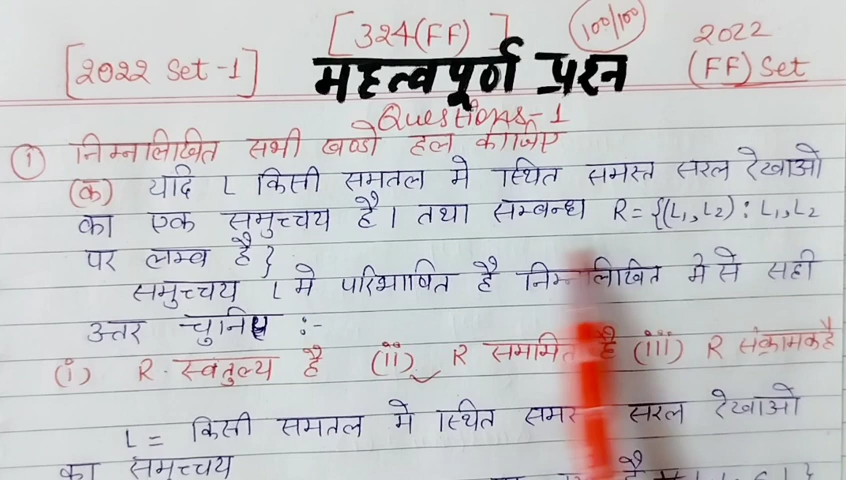 [324(FF)] 100/100 2022
[2022 Set-1] महत्वपूर्ण प्रश्न (FF) Set
Questions-1
① निम्नलिखित सभी खण्डो हल कीजिए
(क) यदि L किसी समतल मे स्थित समस्त सरल रेखाओ
का एक समुच्चय है। तथा सम्बन्ध R={(L₁,L₂): L₁,L₂
पर लम्ब है}
समुच्चय L मे परिभाषित है निम्नलिखित मे से सही
उत्तर चुनिए :-
(i) R स्वतुल्य है (ii) R सममित है (iii) R संक्रामक है
L = किसी समतल मे स्थित समस्त सरल रेखाओ
का समुच्चय